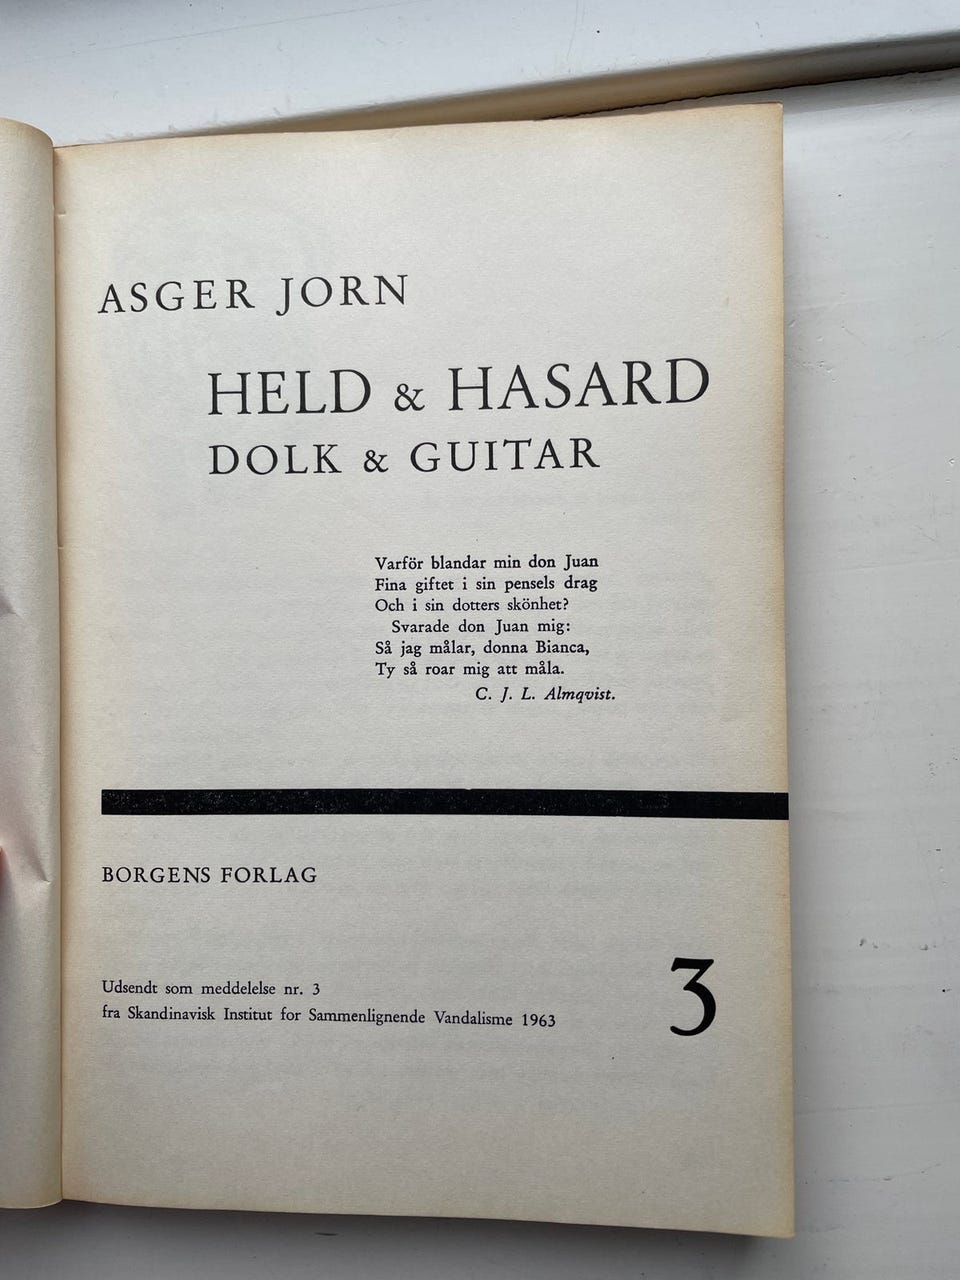 ASGER JORN
HELD & HASARD
DOLK & GUITAR
Varför blandar min don Juan
Fina giftet i sin pensels drag
Och i sin dotters skönhet?
Svarade don Juan mig:
Så jag målar, donna Bianca,
Ty så roar mig att måla.
C. J. L. Almqvist.
BORGENS FORLAG
Udsendt som meddelelse nr. 3
fra Skandinavisk Institut for Sammenlignende Vandalisme 1963
3